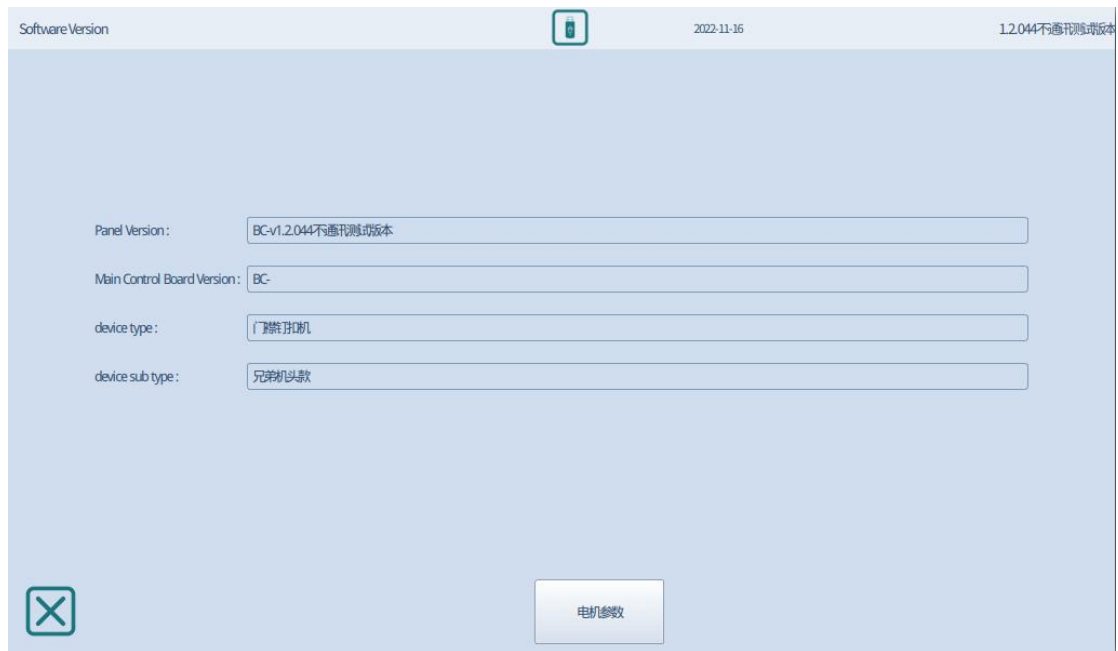 Software Version
2022-11-16
1.2.044不通讯测试版本
Panel Version :
BC-v1.2.044不通讯测试版本
Main Control Board Version :
BC-
device type :
门襟钉扣机
device sub type :
兄弟机头款
电机参数